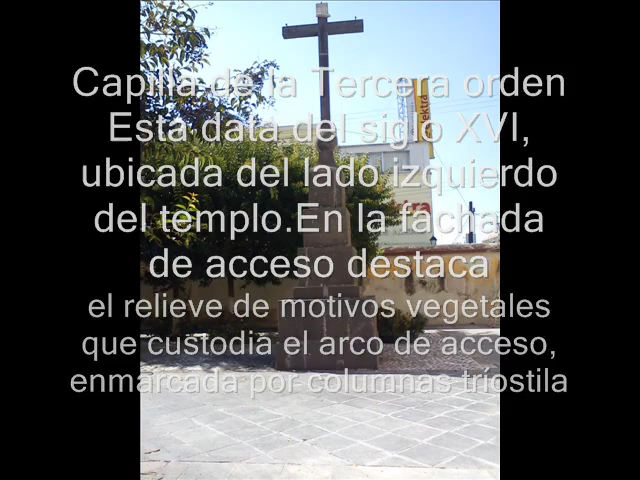 Capilla de la Tercera orden
Esta data del siglo XVI,
ubicada del lado izquierdo
del templo.En la fachada
de acceso destaca
el relieve de motivos vegetales
que custodia el arco de acceso,
enmarcada por columnas tríostila
elektra